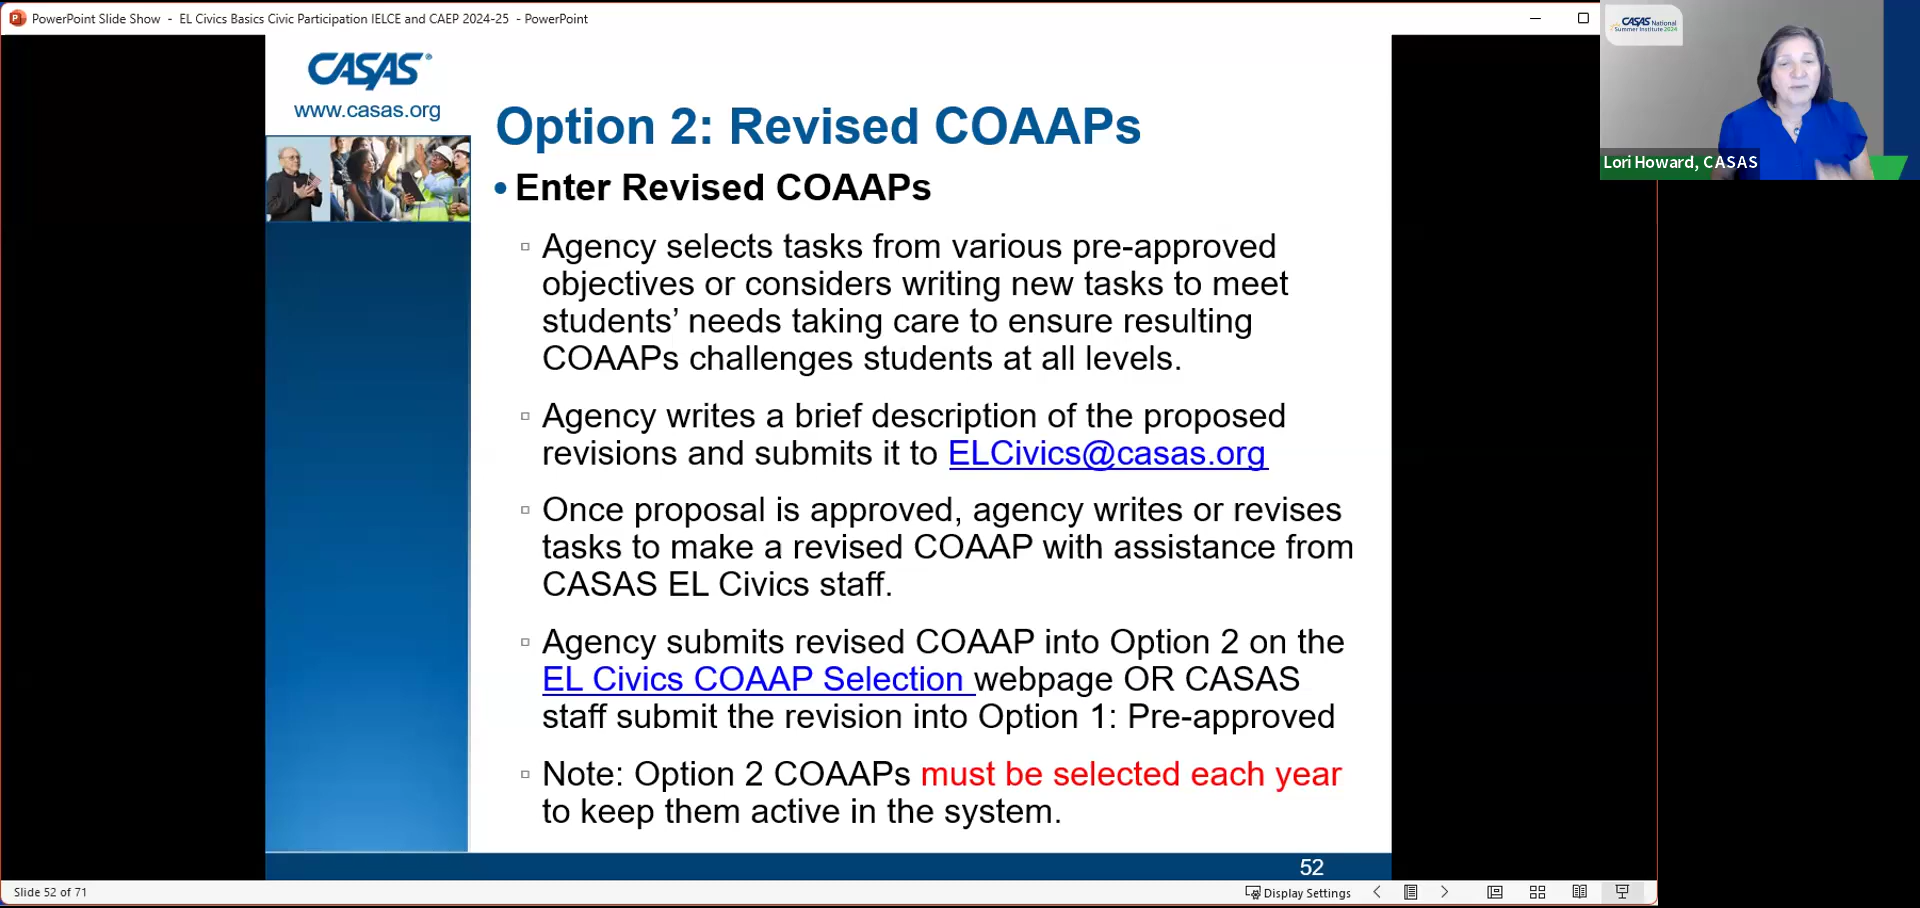 PowerPoint Slide Show - EL Civics Basics Civic Participation IELCE and CAEP 2024-25 - PowerPoint
CASAS National
Summer Institute 2024
Lori Howard, CASAS
CASAS®
www.casas.org
Option 2: Revised COAAPs
• Enter Revised COAAPs
▫ Agency selects tasks from various pre-approved
objectives or considers writing new tasks to meet
students’ needs taking care to ensure resulting
COAAPs challenges students at all levels.
▫ Agency writes a brief description of the proposed
revisions and submits it to ELCivics@casas.org
▫ Once proposal is approved, agency writes or revises
tasks to make a revised COAAP with assistance from
CASAS EL Civics staff.
▫ Agency submits revised COAAP into Option 2 on the
EL Civics COAAP Selection webpage OR CASAS
staff submit the revision into Option 1: Pre-approved
▫ Note: Option 2 COAAPs must be selected each year
to keep them active in the system.
52
Slide 52 of 71
Display Settings